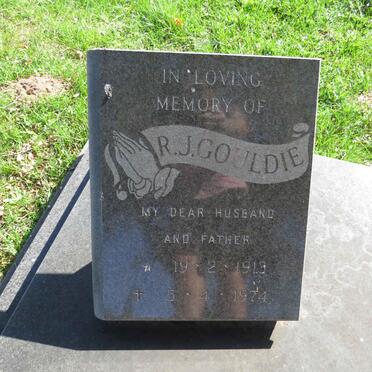 IN LOVING
MEMORY OF
R.J.GOULDIE
MY DEAR HUSBAND
AND FATHER
* 19-2-1913
† 5-4-1974